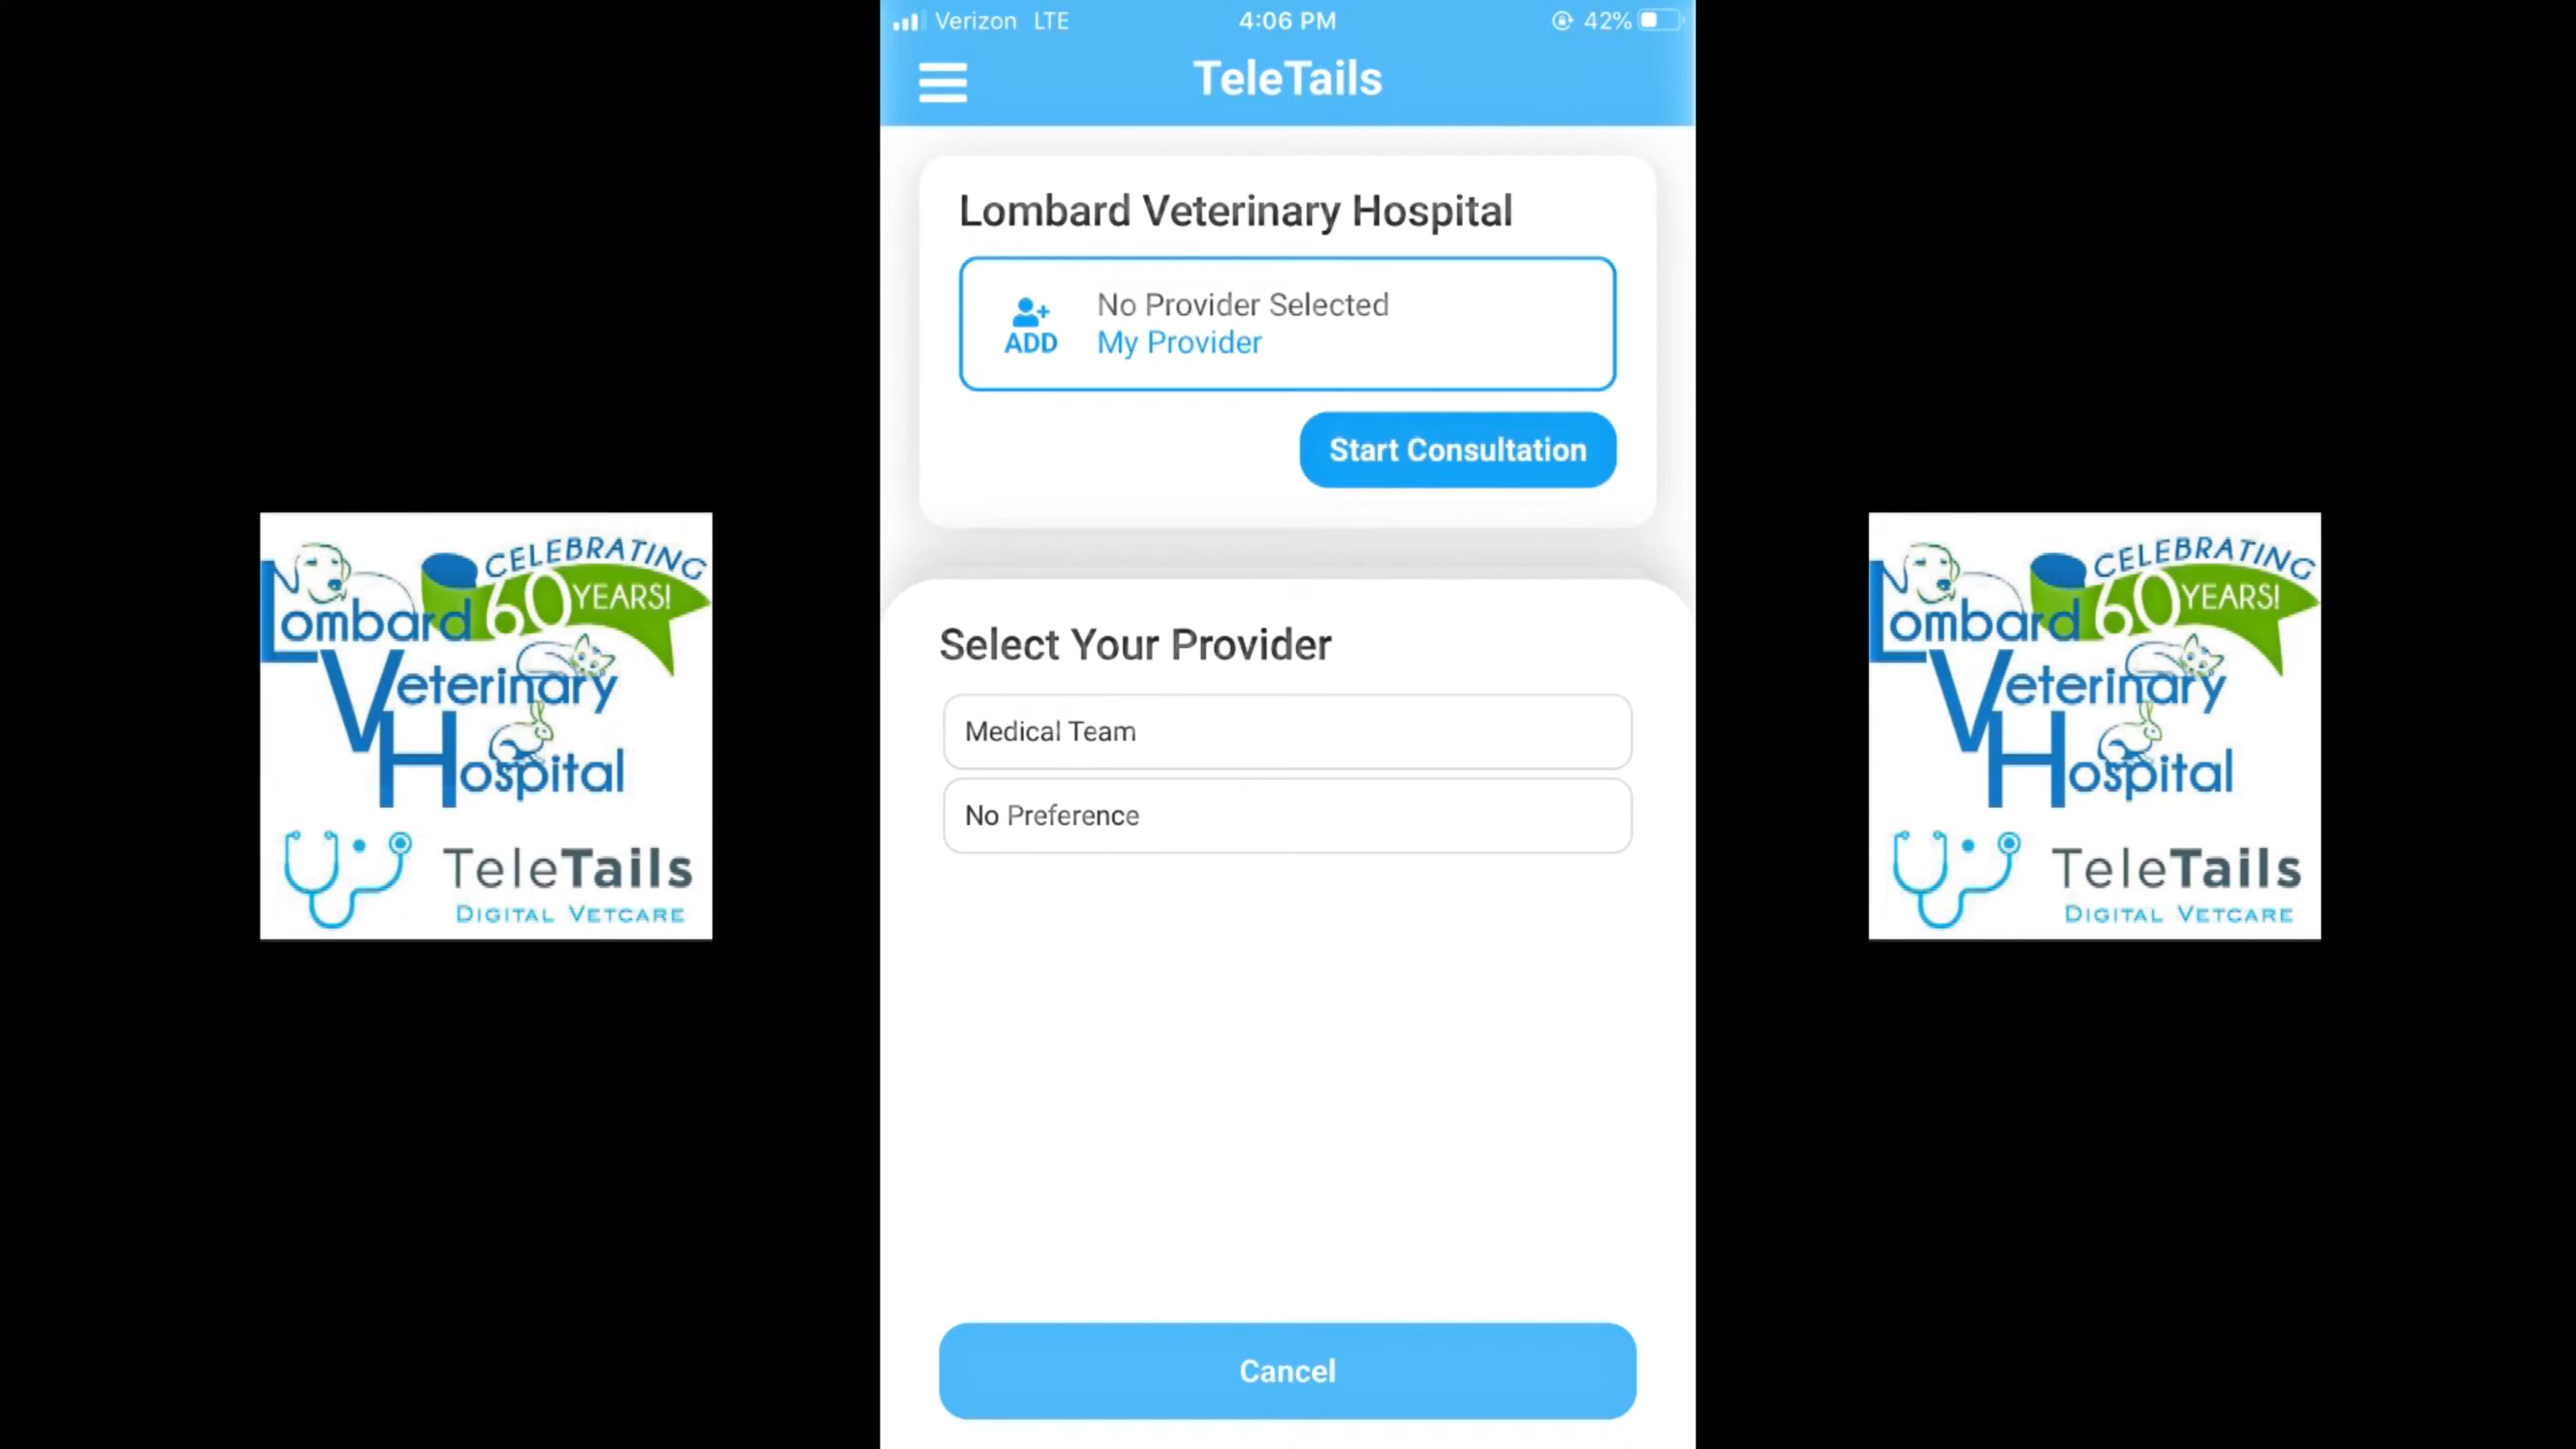 Verizon LTE 4:06 PM 42%
TeleTails
Lombard Veterinary Hospital
No Provider Selected
ADD My Provider
Start Consultation
Select Your Provider
Medical Team
No Preference
Cancel
CELEBRATING
60 YEARS!
Lombard
Veterinary
Hospital
TeleTails
DIGITAL VETCARE
CELEBRATING
60 YEARS!
Lombard
Veterinary
Hospital
TeleTails
DIGITAL VETCARE